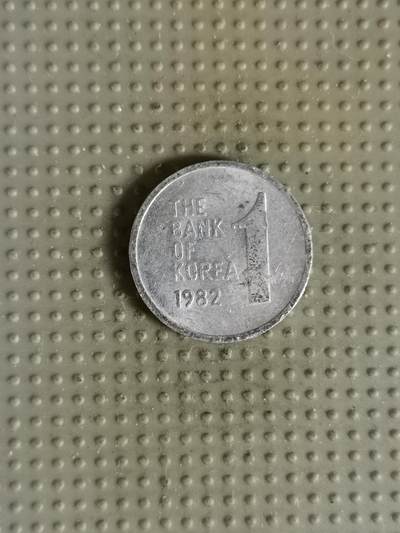 THE
BANK
OF
KOREA
1982
1